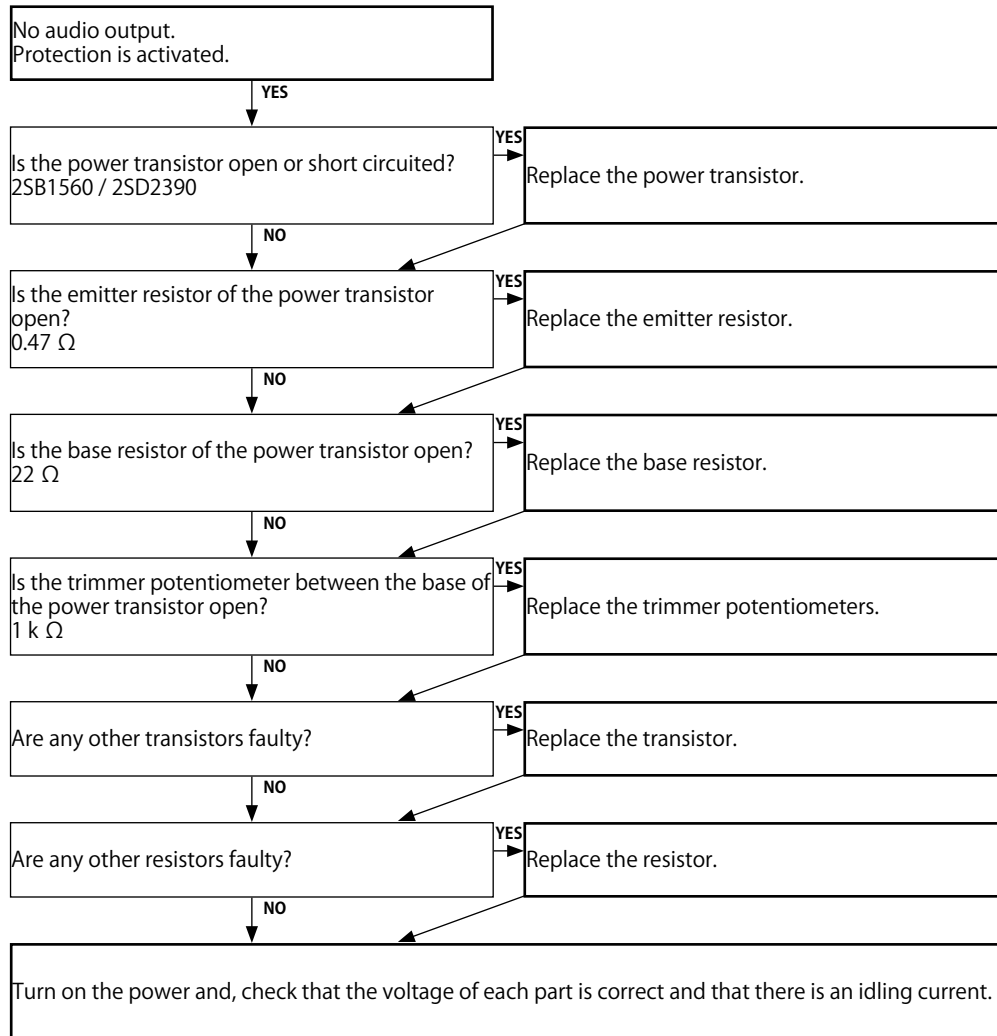 No audio output.
Protection is activated.
YES
Is the power transistor open or short circuited?
2SB1560 / 2SD2390
YES
Replace the power transistor.
NO
Is the emitter resistor of the power transistor
open?
0.47 Ω
YES
Replace the emitter resistor.
NO
Is the base resistor of the power transistor open?
22 Ω
YES
Replace the base resistor.
NO
Is the trimmer potentiometer between the base of
the power transistor open?
1 k Ω
YES
Replace the trimmer potentiometers.
NO
Are any other transistors faulty?
YES
Replace the transistor.
NO
Are any other resistors faulty?
YES
Replace the resistor.
NO
Turn on the power and, check that the voltage of each part is correct and that there is an idling current.